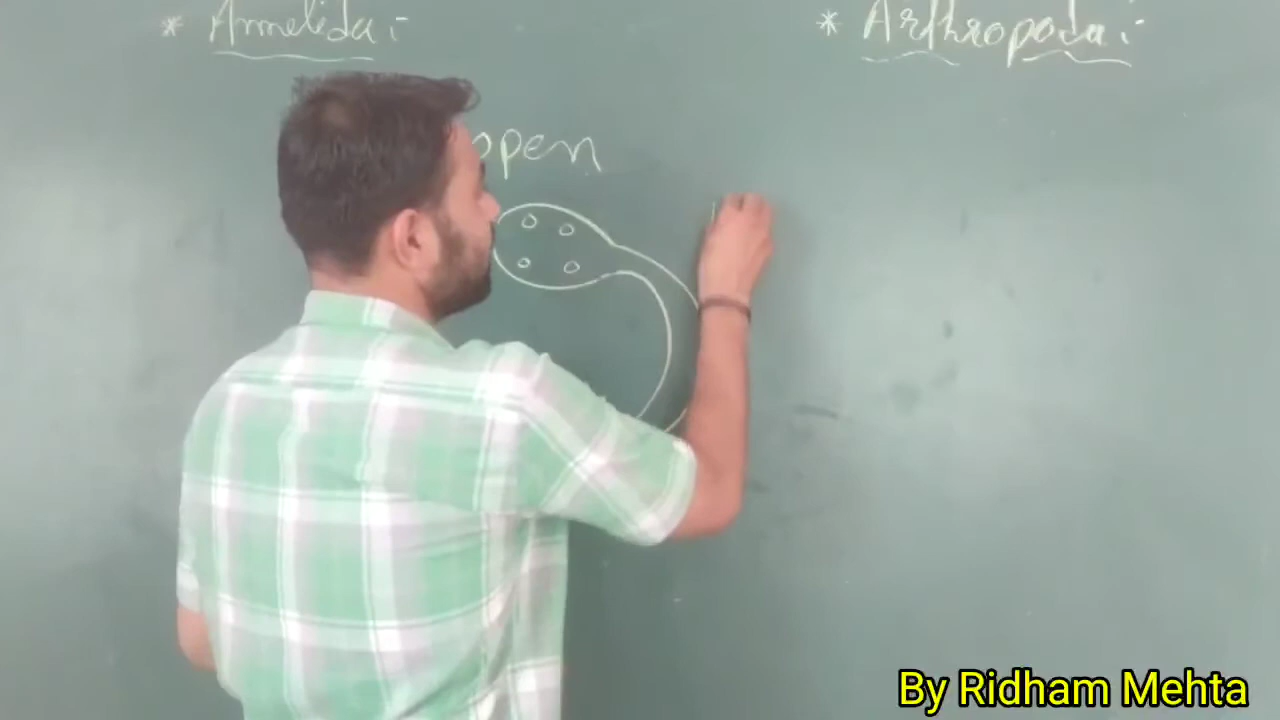 * Annelida :-
* Arthropoda :-
open
By Ridham Mehta